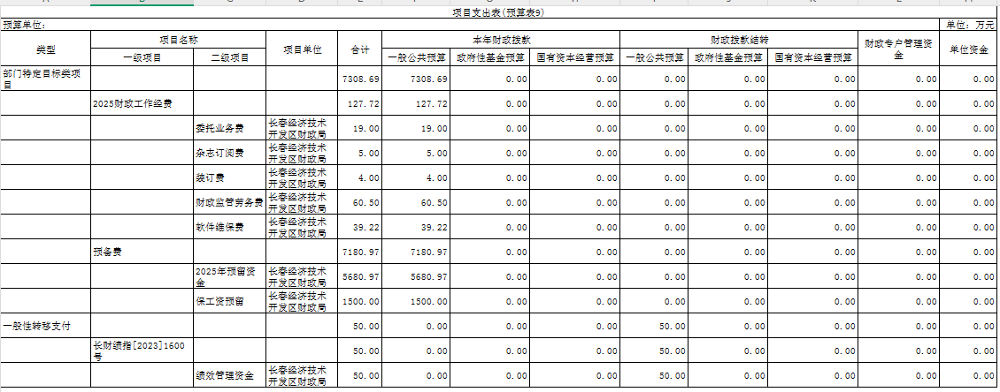 项目支出表(预算表9)
预算单位: 单位: 万元
类型 项目名称 项目单位 合计 本年财政拨款 财政拨款结转 财政专户管理资金 单位资金
一级项目 二级项目 一般公共预算 政府性基金预算 国有资本经营预算 一般公共预算 政府性基金预算 国有资本经营预算
部门特定目标类项目 7308.69 7308.69 0.00 0.00 0.00 0.00 0.00 0.00 0.00
2025财政工作经费 127.72 127.72 0.00 0.00 0.00 0.00 0.00 0.00 0.00
委托业务费 长春经济技术开发区财政局 19.00 19.00 0.00 0.00 0.00 0.00 0.00 0.00 0.00
杂志订阅费 长春经济技术开发区财政局 5.00 5.00 0.00 0.00 0.00 0.00 0.00 0.00 0.00
装订费 长春经济技术开发区财政局 4.00 4.00 0.00 0.00 0.00 0.00 0.00 0.00 0.00
财政监管劳务费 长春经济技术开发区财政局 60.50 60.50 0.00 0.00 0.00 0.00 0.00 0.00 0.00
软件维保费 长春经济技术开发区财政局 39.22 39.22 0.00 0.00 0.00 0.00 0.00 0.00 0.00
预备费 7180.97 7180.97 0.00 0.00 0.00 0.00 0.00 0.00 0.00
2025年预留资金 长春经济技术开发区财政局 5680.97 5680.97 0.00 0.00 0.00 0.00 0.00 0.00 0.00
保工资预留 长春经济技术开发区财政局 1500.00 1500.00 0.00 0.00 0.00 0.00 0.00 0.00 0.00
一般性转移支付 50.00 0.00 0.00 0.00 50.00 0.00 0.00 0.00 0.00
长财绩指[2023]1600号 50.00 0.00 0.00 0.00 50.00 0.00 0.00 0.00 0.00
绩效管理资金 长春经济技术开发区财政局 50.00 0.00 0.00 0.00 50.00 0.00 0.00 0.00 0.00